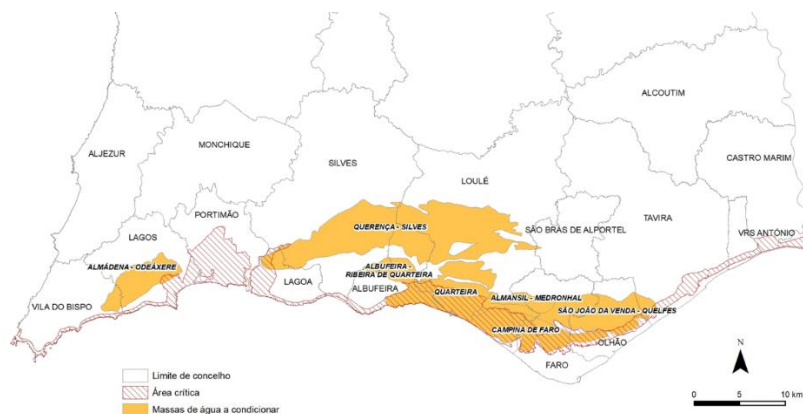 ALCOUTIM
ALJEZUR
MONCHIQUE
SILVES
LOULÉ
CASTRO MARIM
PORTIMÃO
TAVIRA
QUERENÇA - SILVES
SÃO BRAS DE ALPORTEL
VRS ANTÓNIO
LAGOS
ALMÁDENA - ODEÁXERE
ALBUFEIRA -
RIBEIRA DE QUARTEIRA
LAGOA
ALBUFEIRA
QUARTEIRA
ALMANSIL - MEDRONHAL
VILA DO BISPO
SÃO JOÃO DA VENDA - QUELFES
CAMPINA DE FARO
OLHÃO
FARO
N
Limite de concelho
Área crítica
Massas de água a condicionar
0 5 10 km